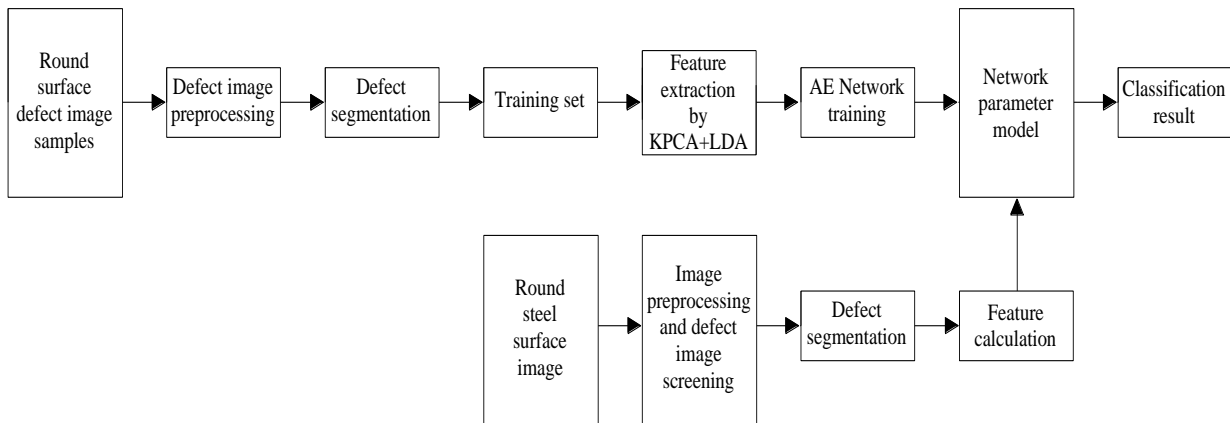 Round
surface
defect image
samples
Defect image
preprocessing
Defect
segmentation
Training set
Feature
extraction
by
KPCA+LDA
AE Network
training
Network
parameter
model
Classification
result
Round
steel
surface
image
Image
preprocessing
and defect
image
screening
Defect
segmentation
Feature
calculation